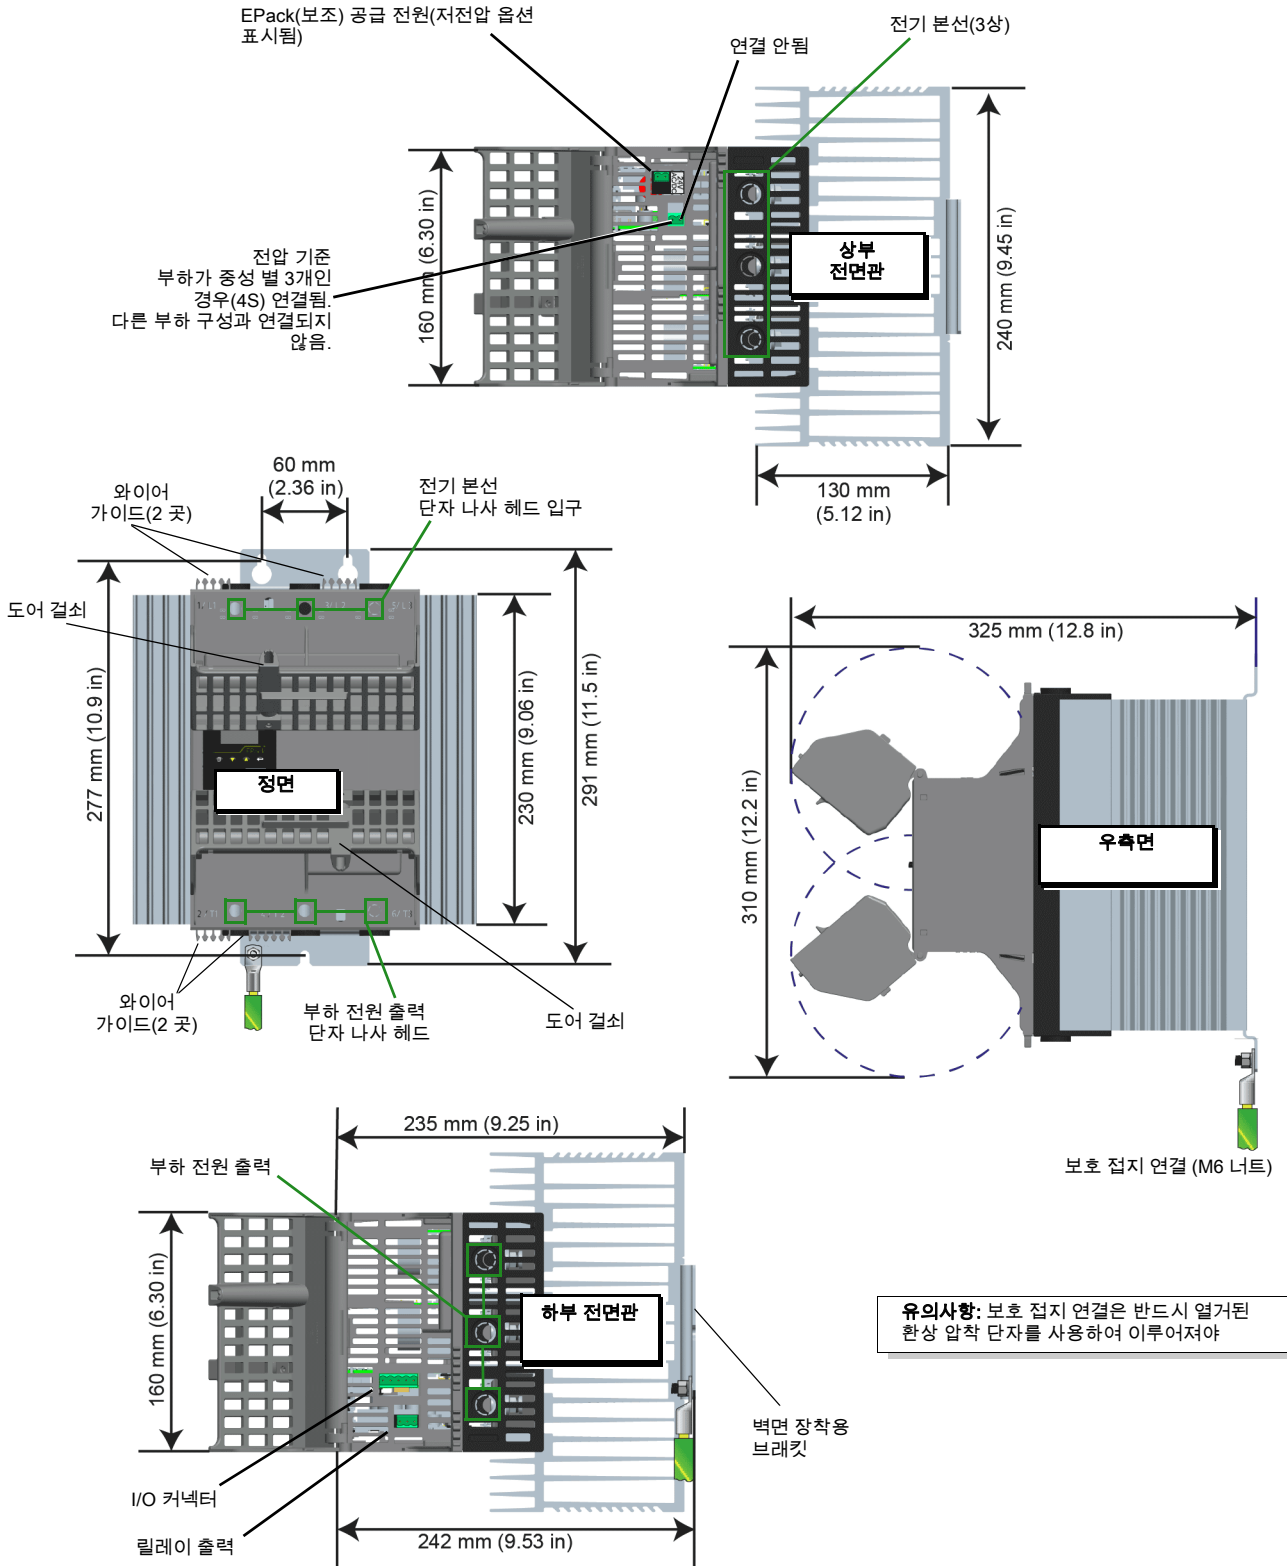 EPack(보조) 공급 전원(저전압 옵션
표시됨)
연결 안됨
전기 본선(3상)
24V
AC/DC
160 mm (6.30 in)
상부
전면관
240 mm (9.45 in)
전압 기준
부하가 중성 별 3개인
경우(4S) 연결됨.
다른 부하 구성과 연결되지
않음.
130 mm
(5.12 in)
60 mm
(2.36 in)
와이어
가이드(2 곳)
전기 본선
단자 나사 헤드 입구
도어 걸쇠
1/ L1
3/ L2
5/ L
277 mm (10.9 in)
230 mm (9.06 in)
291 mm (11.5 in)
정면
2/ T1
6/ T
와이어
가이드(2 곳)
부하 전원 출력
단자 나사 헤드
도어 걸쇠
325 mm (12.8 in)
310 mm (12.2 in)
우측면
보호 접지 연결 (M6 너트)
235 mm (9.25 in)
부하 전원 출력
160 mm (6.30 in)
하부 전면관
유의사항: 보호 접지 연결은 반드시 열거된
환상 압착 단자를 사용하여 이루어져야
벽면 장착용
브래킷
I/O 커넥터
릴레이 출력
242 mm (9.53 in)